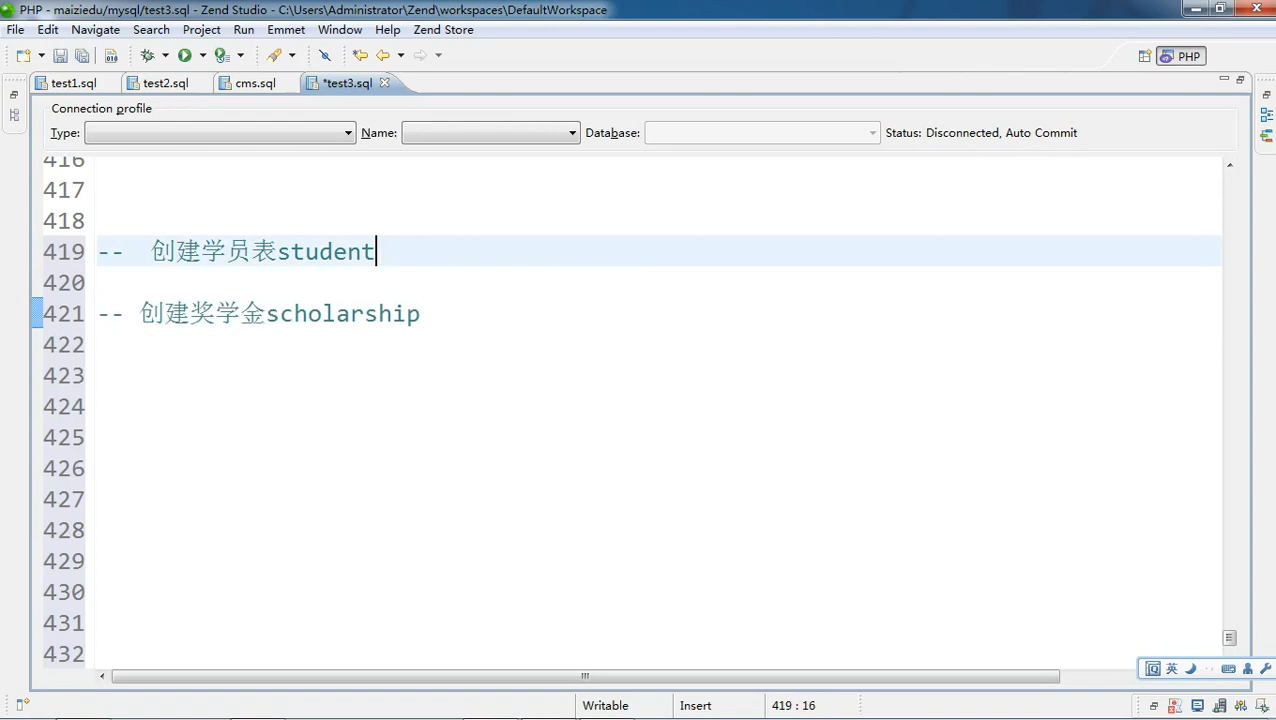 PHP - maiziedu/mysql/test3.sql - Zend Studio - C:\Users\Administrator\Zend\workspaces\DefaultWorkspace
File Edit Navigate Search Project Run Emmet Window Help Zend Store
PHP
test1.sql test2.sql cms.sql *test3.sql
Connection profile
Type: Name: Database: Status: Disconnected, Auto Commit
416
417
418
419 -- 创建学员表student
420
421 -- 创建奖学金scholarship
422
423
424
425
426
427
428
429
430
431
432
英
Writable Insert 419 : 16